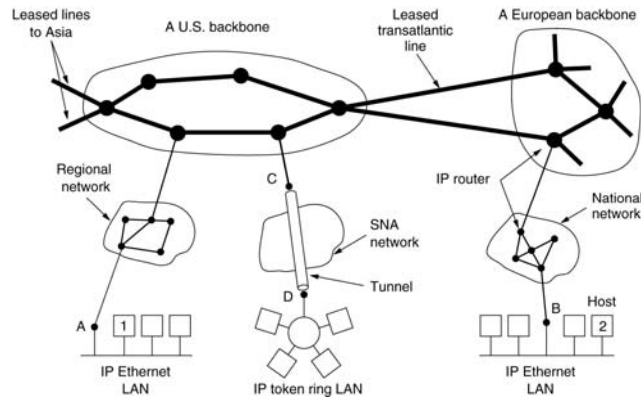 Leased lines
to Asia
A U.S. backbone
Leased
transatlantic
line
A European backbone
Regional
network
C
SNA
network
Tunnel
IP router
National
network
A
1
D
B
Host
2
IP Ethernet
LAN
IP token ring LAN
IP Ethernet
LAN